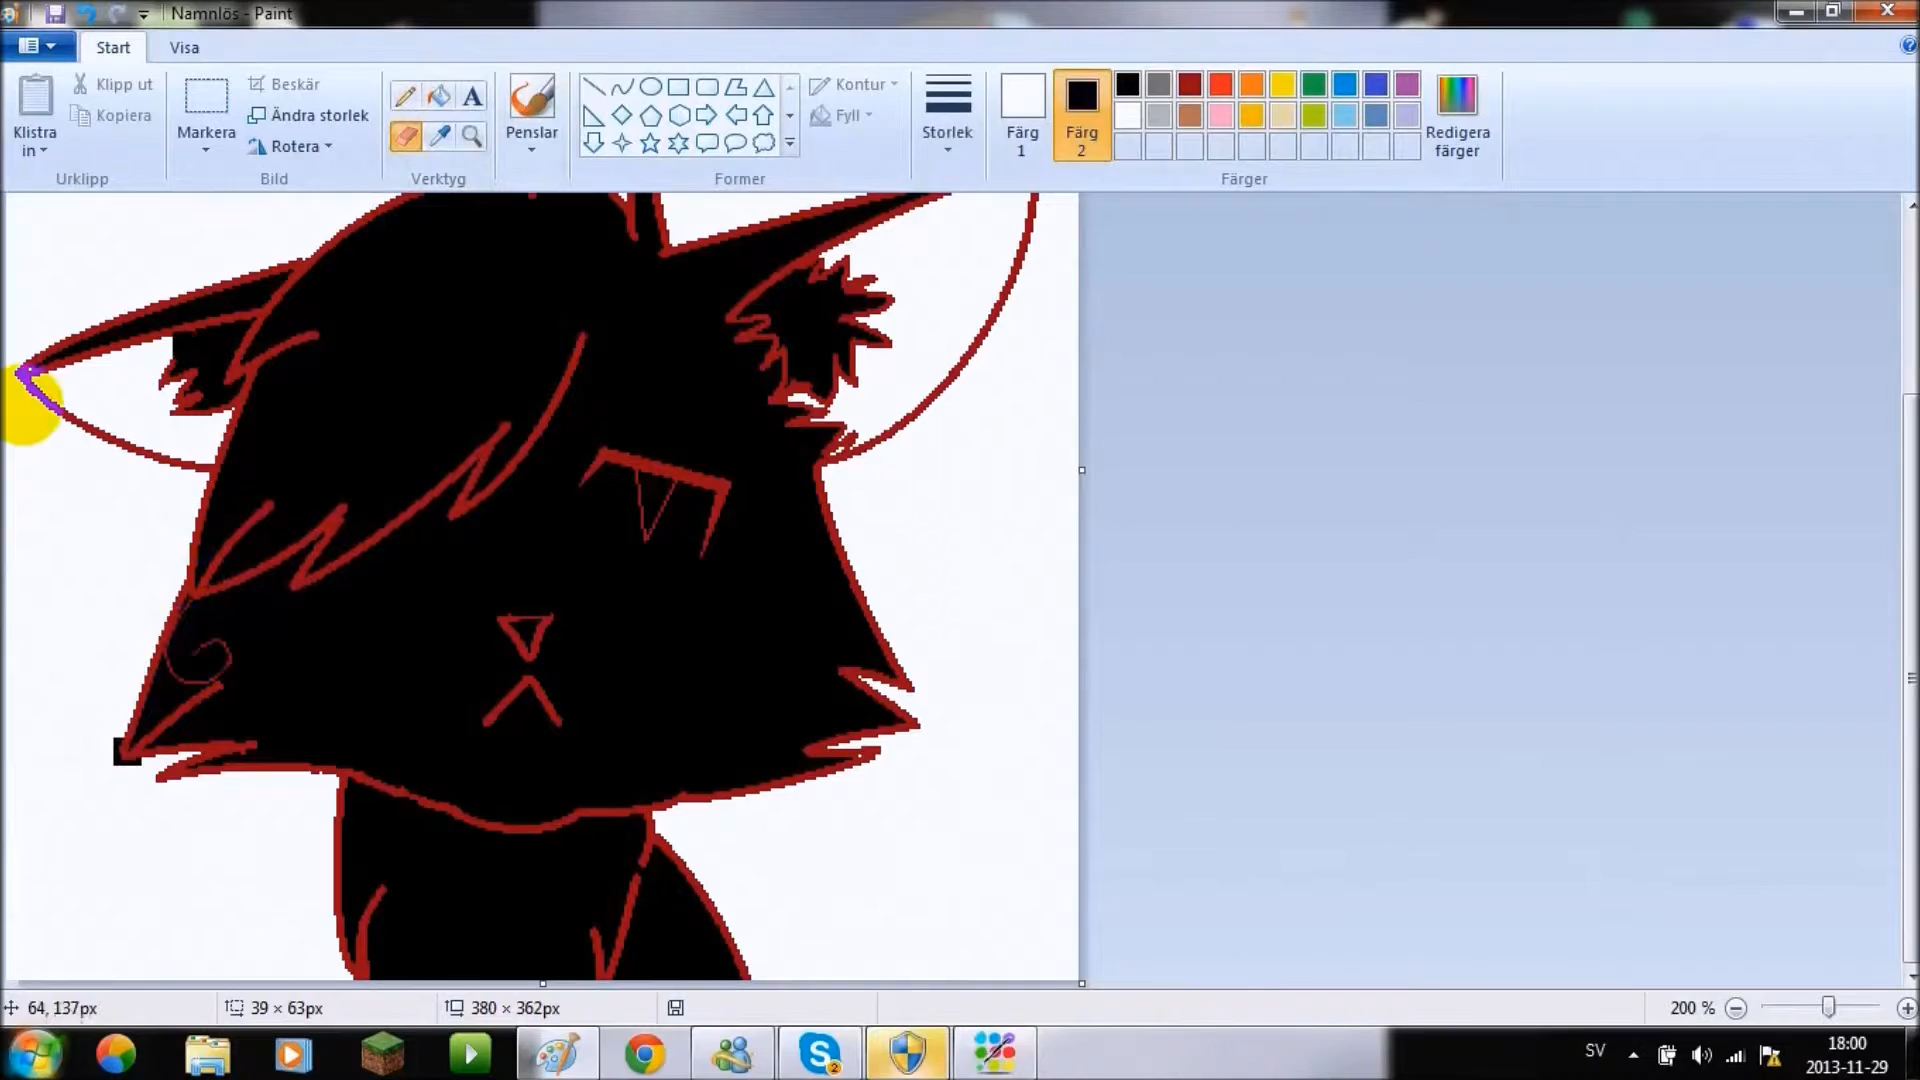 Namnlös - Paint
Start Visa
Klistra in
Klipp ut
Kopiera
Urklipp
Markera
Beskär
Ändra storlek
Rotera
Bild
A
Verktyg
Penslar
Former
Kontur
Fyll
Storlek
Färg 1
Färg 2
Redigera färger
Färger
64, 137px
39 × 63px
380 × 362px
200 %
S
2
SV
18:00
2013-11-29